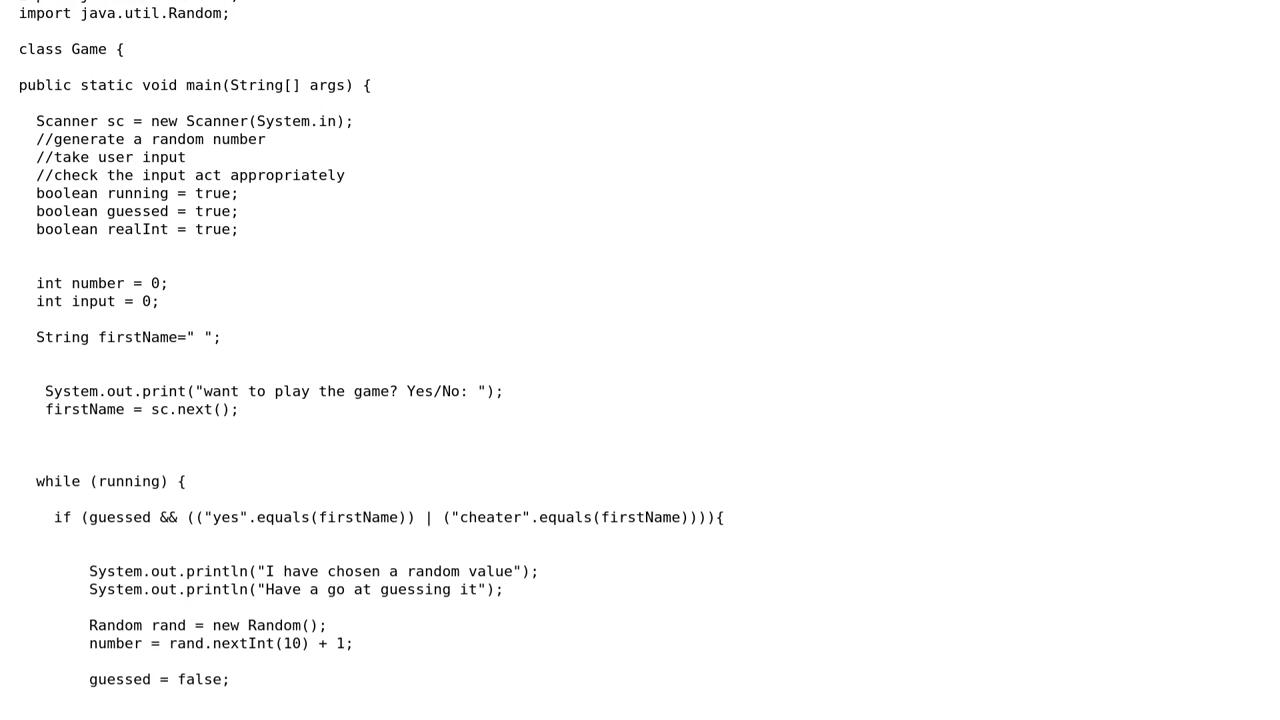 import java.util.Random;
class Game {
public static void main(String[] args) {
Scanner sc = new Scanner(System.in);
//generate a random number
//take user input
//check the input act appropriately
boolean running = true;
boolean guessed = true;
boolean realInt = true;
int number = 0;
int input = 0;
String firstName=" ";
System.out.print("want to play the game? Yes/No: ");
firstName = sc.next();
while (running) {
if (guessed && (("yes".equals(firstName)) | ("cheater".equals(firstName)))){
System.out.println("I have chosen a random value");
System.out.println("Have a go at guessing it");
Random rand = new Random();
number = rand.nextInt(10) + 1;
guessed = false;